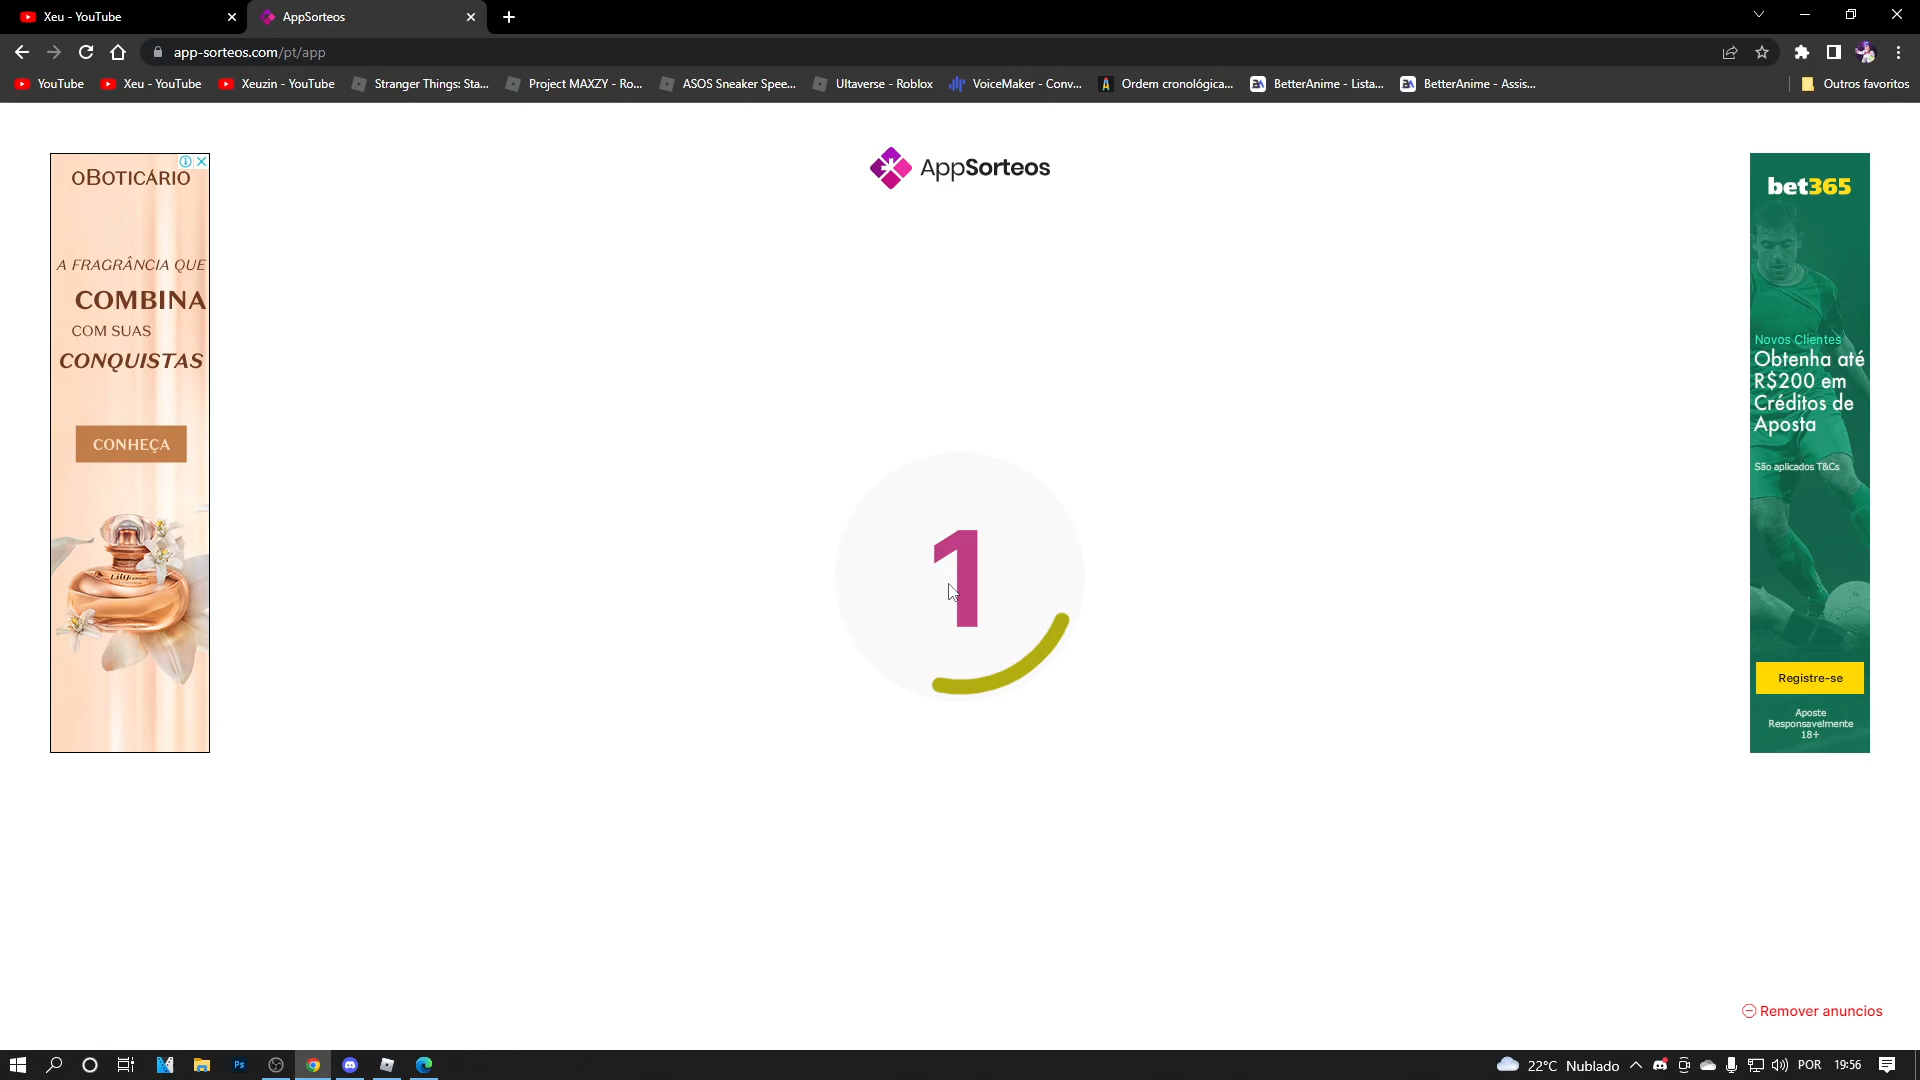 Xeu - YouTube
AppSorteos
app-sorteos.com/pt/app
YouTube
Xeu - YouTube
Xeuzin - YouTube
Stranger Things: Sta...
Project MAXZY - Ro...
ASOS Sneaker Spee...
Ultaverse - Roblox
VoiceMaker - Conv...
Ordem cronológica...
BetterAnime - Lista...
BetterAnime - Assis...
Outros favoritos
AppSorteos
oBOTICÁRIO
A FRAGRÂNCIA QUE
COMBINA
COM SUAS
CONQUISTAS
CONHEÇA
Lily
1
bet365
Novos Clientes
Obtenha até
R$200 em
Créditos de
Aposta
São aplicados T&Cs
Registre-se
Aposte
Responsavelmente
18+
Remover anuncios
Ps
22°C Nublado
POR
19:56